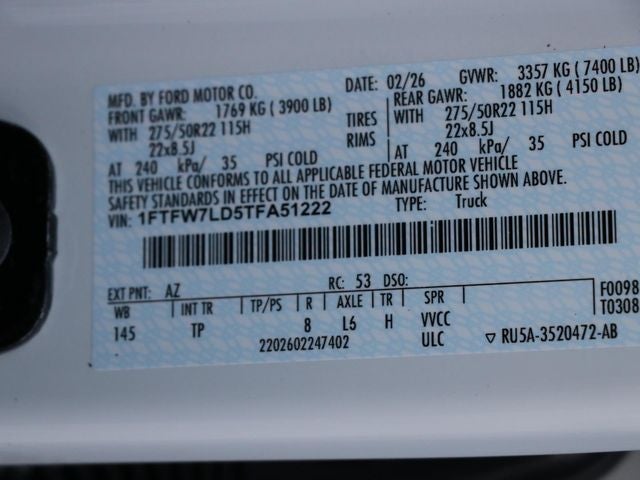 MFD. BY FORD MOTOR CO.
DATE: 02/26 GVWR: 3357 KG ( 7400 LB)
FRONT GAWR: 1769 KG ( 3900 LB)
REAR GAWR: 1882 KG ( 4150 LB)
WITH 275/50R22 115H TIRES WITH 275/50R22 115H
22x8.5J RIMS 22x8.5J
AT 240 kPa/ 35 PSI COLD AT 240 kPa/ 35 PSI COLD
THIS VEHICLE CONFORMS TO ALL APPLICABLE FEDERAL MOTOR VEHICLE
SAFETY STANDARDS IN EFFECT ON THE DATE OF MANUFACTURE SHOWN ABOVE.
VIN: 1FTFW7LD5TFA51222 TYPE: Truck
EXT PNT: AZ RC: 53 DSO: F0098
WB INT TR TP/PS R AXLE TR SPR T0308
145 TP 8 L6 H VVCC
2202602247402 ULC ▽ RU5A-3520472-AB